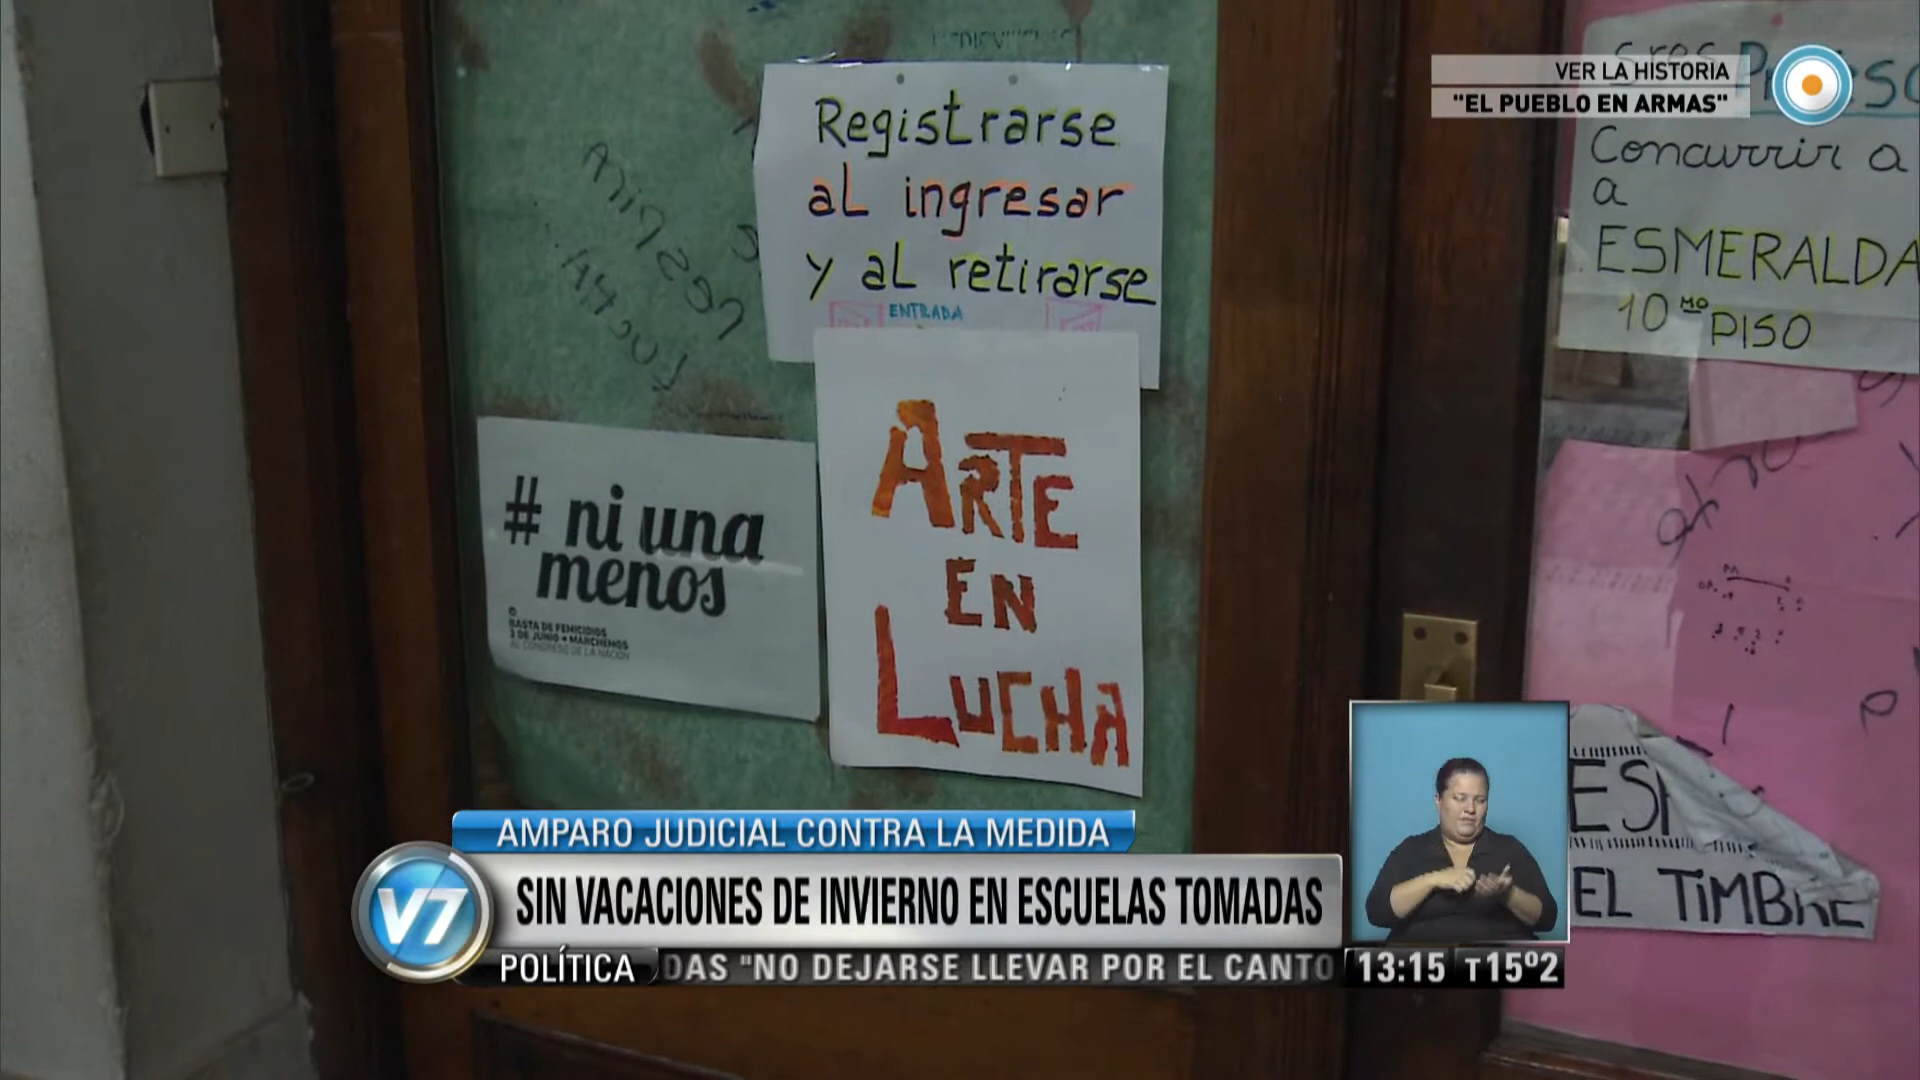 VER LA HISTORIA
"EL PUEBLO EN ARMAS"
Registrarse
al ingresar
y al retirarse
ENTRADA
# ni una
menos
BASTA DE FEMICIDIOS
3 DE JUNIO • MARCHEMOS
AL CONGRESO DE LA NACIÓN
ARTE
EN
LUCHA
Concurrir a
a
ESMERALDA
10 MO PISO
EL TIMBRE
AMPARO JUDICIAL CONTRA LA MEDIDA
V7
SIN VACACIONES DE INVIERNO EN ESCUELAS TOMADAS
POLÍTICA
DAS "NO DEJARSE LLEVAR POR EL CANTO
13:15 T15º2